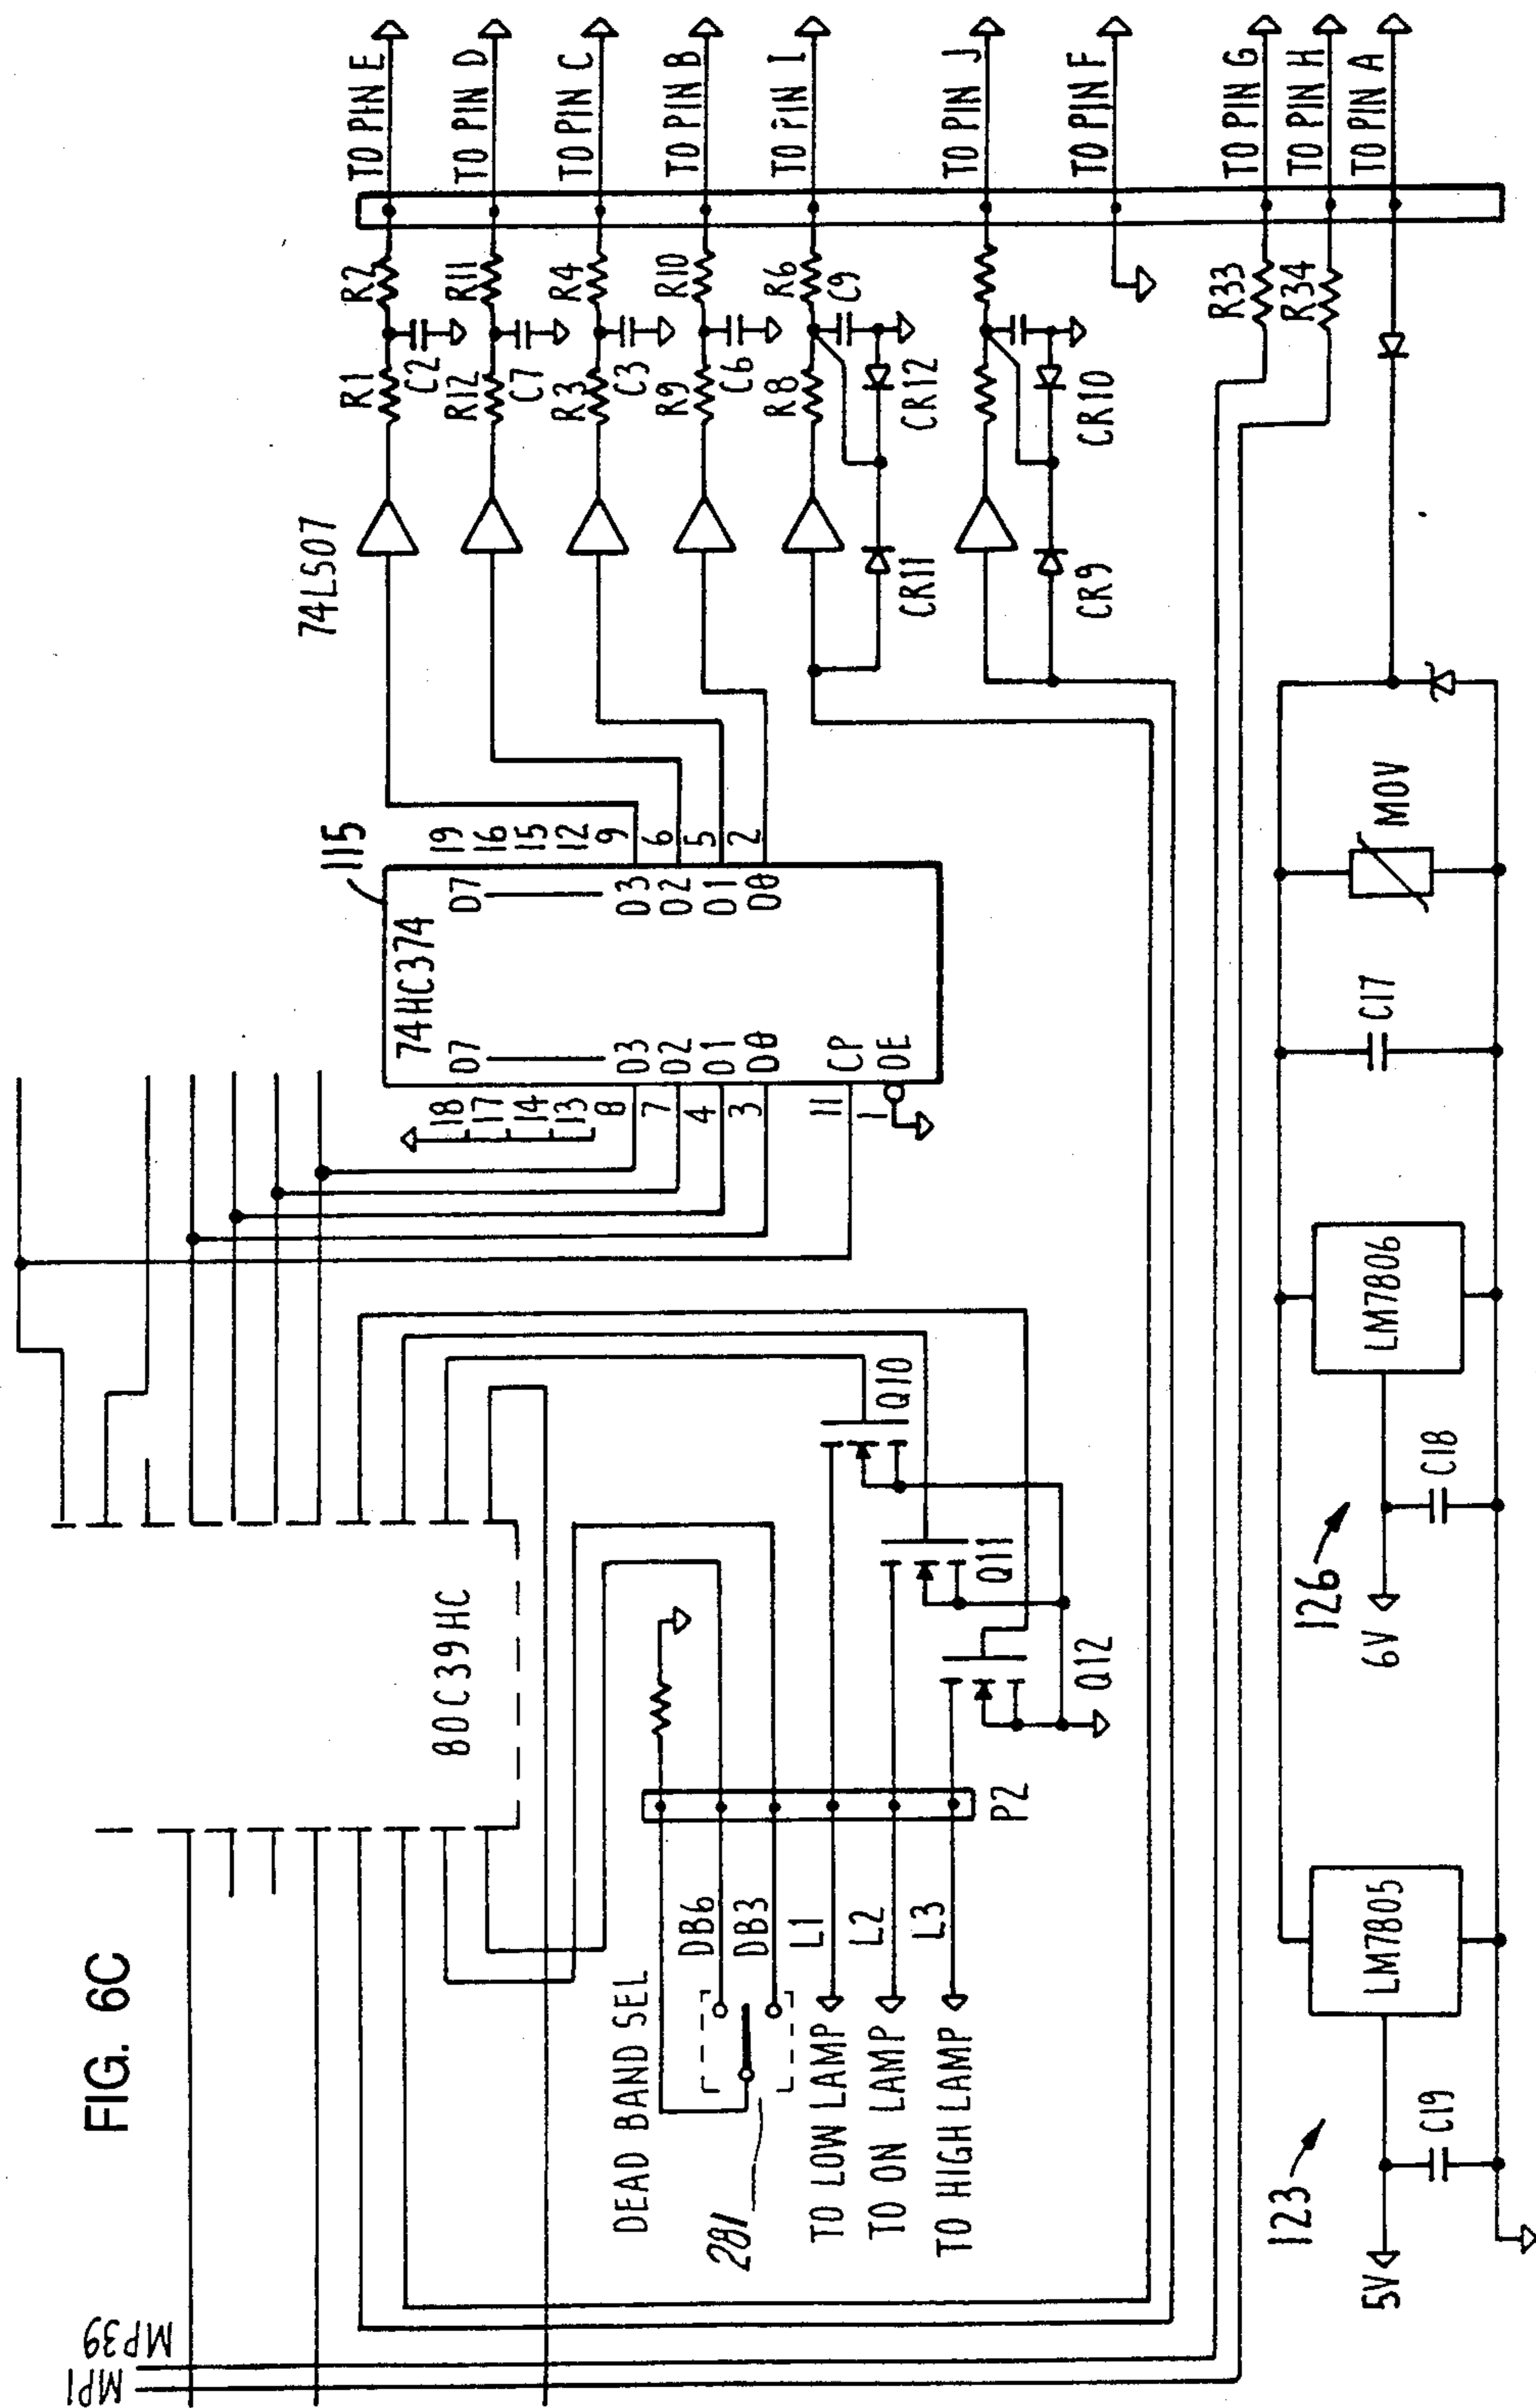 FIG. 6C
MP1
MP39
80C39HC
DEAD BAND SEL
281
DB6
DB3
L1
L2
L3
TO LOW LAMP
TO ON LAMP
TO HIGH LAMP
P2
Q10
Q11
Q12
115
74HC374
D7
D3
D2
D1
D0
CP
OE
18
17
14
13
8
7
4
3
11
1
D7
D3
D2
D1
D0
19
16
15
12
9
6
5
2
74LS07
R1
R2
C2
R12
R11
C7
R3
R4
C3
R9
R10
C6
R8
R6
C9
CR11
CR12
CR9
CR10
R33
R34
TO PIN E
TO PIN D
TO PIN C
TO PIN B
TO PIN I
TO PIN J
TO PIN F
TO PIN G
TO PIN H
TO PIN A
123
5V
C19
LM7805
126
6V
C18
LM7806
C17
MOV